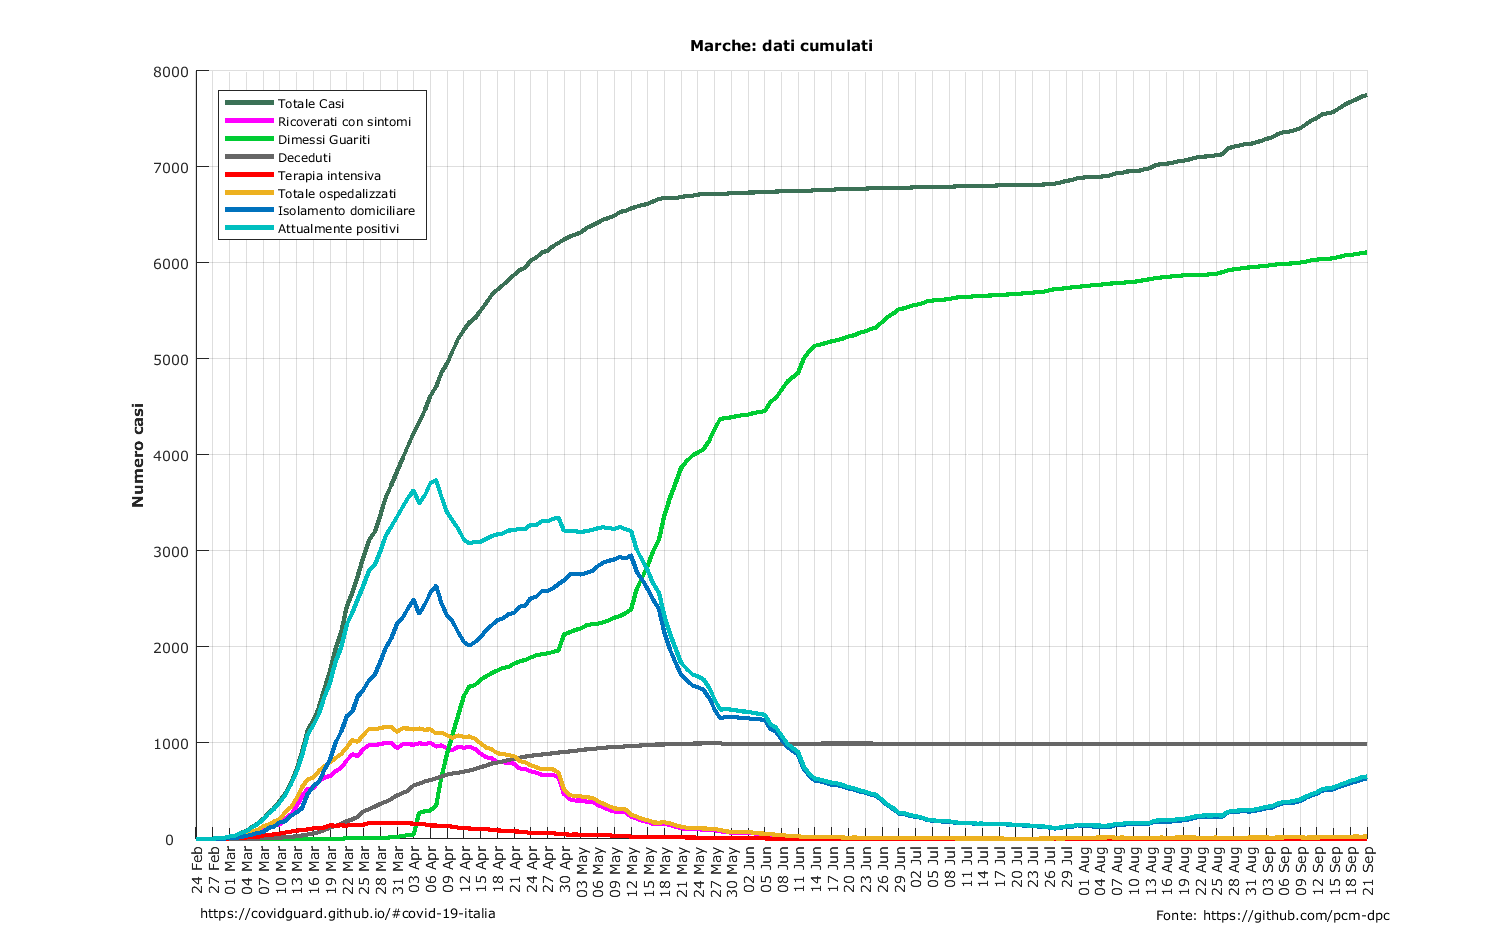 Marche: dati cumulati
Numero casi
8000
7000
6000
5000
4000
3000
2000
1000
0
Totale Casi
Ricoverati con sintomi
Dimessi Guariti
Deceduti
Terapia intensiva
Totale ospedalizzati
Isolamento domiciliare
Attualmente positivi
24 Feb
27 Feb
01 Mar
04 Mar
07 Mar
10 Mar
13 Mar
16 Mar
19 Mar
22 Mar
25 Mar
28 Mar
31 Mar
03 Apr
06 Apr
09 Apr
12 Apr
15 Apr
18 Apr
21 Apr
24 Apr
27 Apr
30 Apr
03 May
06 May
09 May
12 May
15 May
18 May
21 May
24 May
27 May
30 May
02 Jun
05 Jun
08 Jun
11 Jun
14 Jun
17 Jun
20 Jun
23 Jun
26 Jun
29 Jun
02 Jul
05 Jul
08 Jul
11 Jul
14 Jul
17 Jul
20 Jul
23 Jul
26 Jul
29 Jul
01 Aug
04 Aug
07 Aug
10 Aug
13 Aug
16 Aug
19 Aug
22 Aug
25 Aug
28 Aug
31 Aug
03 Sep
06 Sep
09 Sep
12 Sep
15 Sep
18 Sep
21 Sep
https://covidguard.github.io/#covid-19-italia
Fonte: https://github.com/pcm-dpc